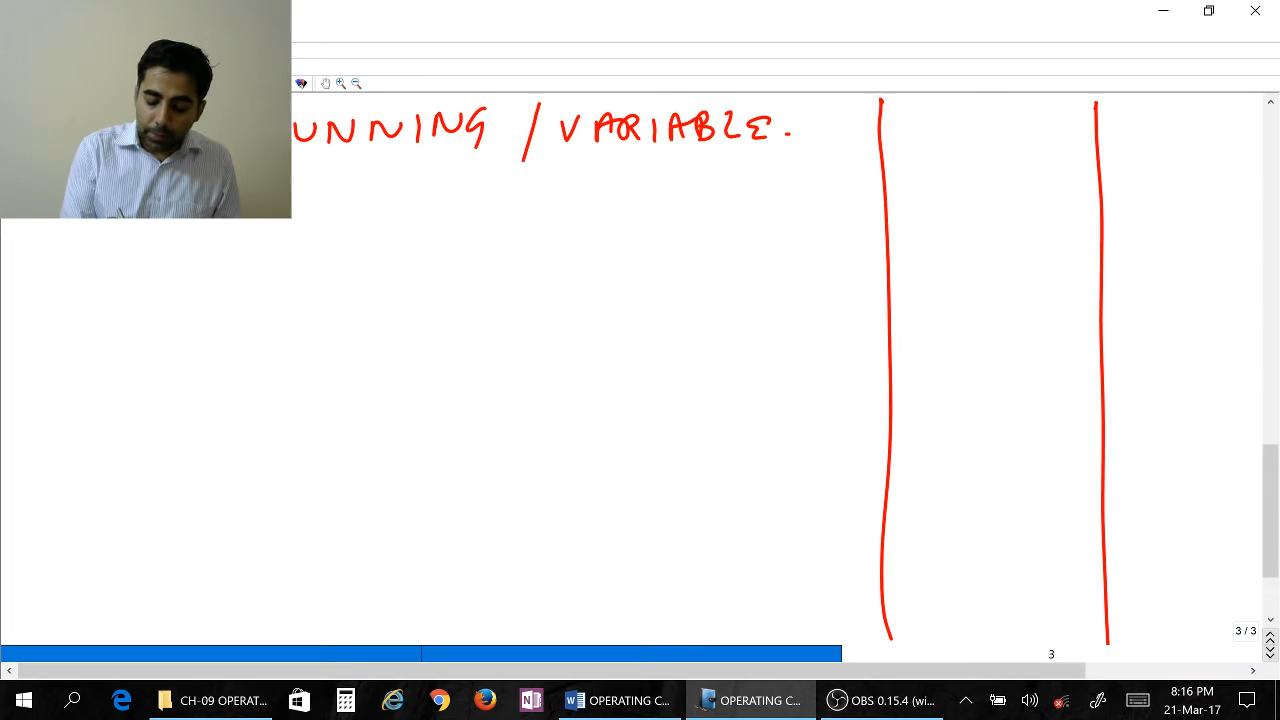 UNNING / VARIABLE.
3 / 3
3
CH-09 OPERAT...
OPERATING C...
OPERATING C...
OBS 0.15.4 (wi...
8:16 PM
21-Mar-17